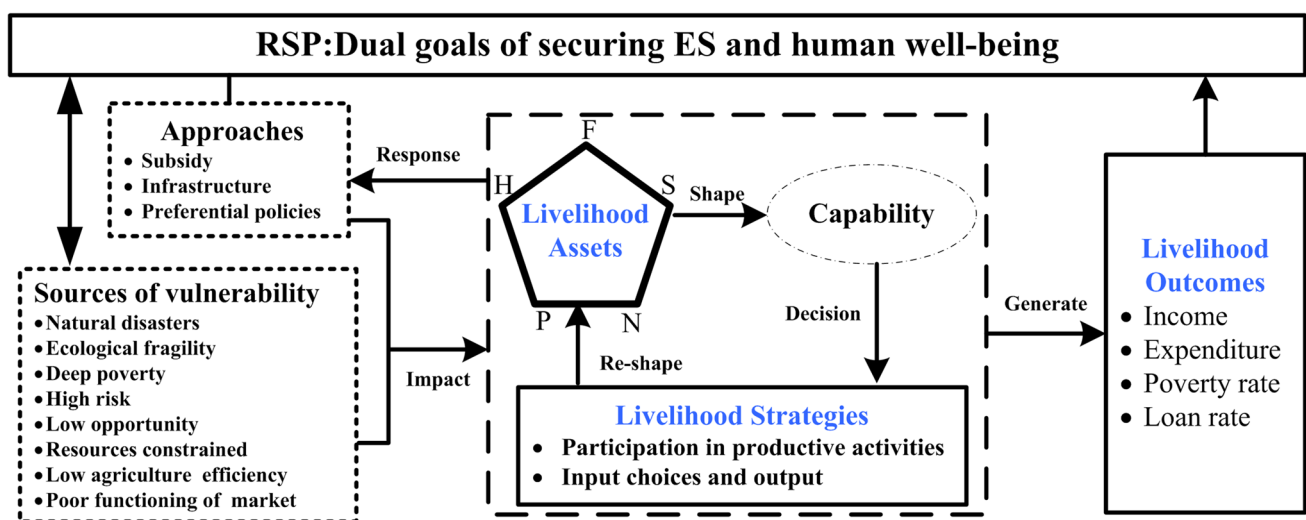 RSP:Dual goals of securing ES and human well-being
Approaches
• Subsidy
• Infrastructure
• Preferential policies
Sources of vulnerability
•Natural disasters
•Ecological fragility
•Deep poverty
•High risk
•Low opportunity
•Resources constrained
•Low agriculture efficiency
•Poor functioning of market
Response
Impact
F
H
S
P
N
Livelihood
Assets
Shape
Capability
Decision
Re-shape
Livelihood Strategies
• Participation in productive activities
• Input choices and output
Generate
Livelihood
Outcomes
• Income
• Expenditure
• Poverty rate
• Loan rate